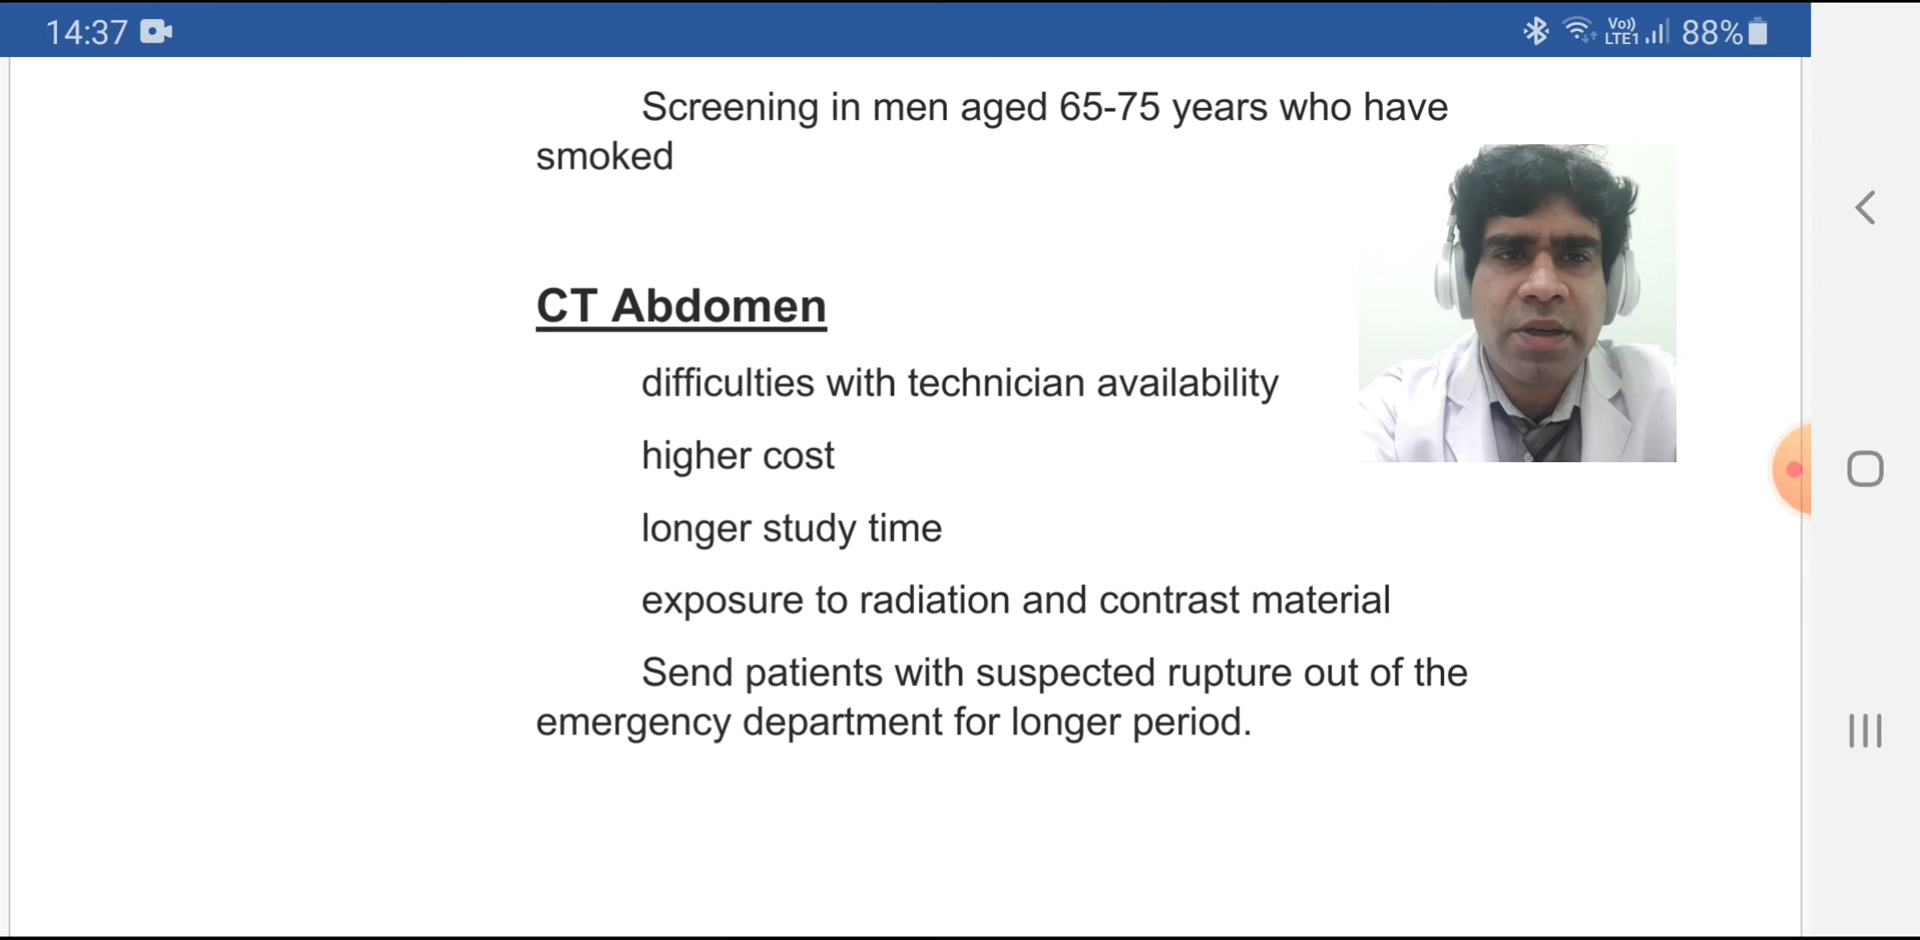 14:37
Vo))
LTE1
88%
Screening in men aged 65-75 years who have
smoked
CT Abdomen
difficulties with technician availability
higher cost
longer study time
exposure to radiation and contrast material
Send patients with suspected rupture out of the
emergency department for longer period.